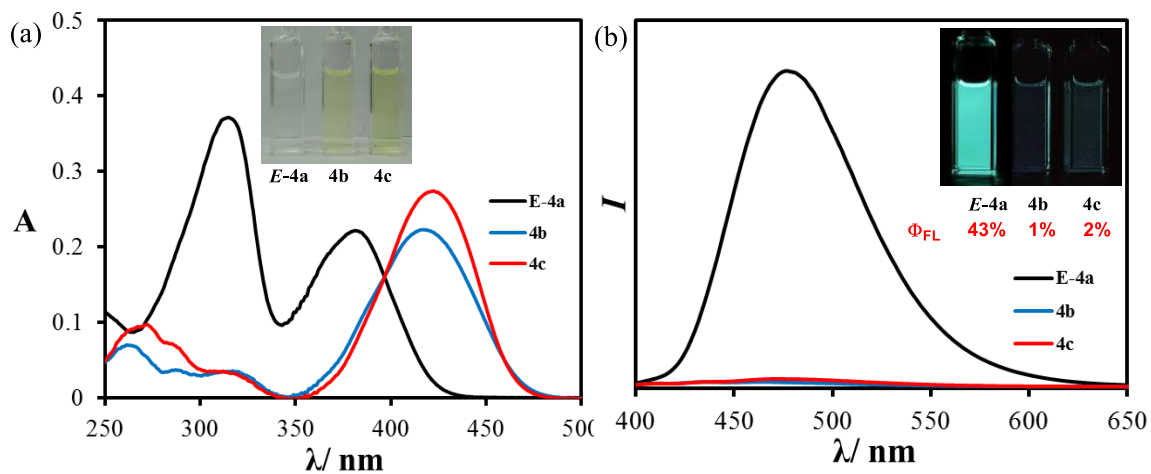 (a)
0.5
0.4
0.3
0.2
0.1
0
A
E-4a 4b 4c
E-4a
4b
4c
250 300 350 400 450 500
λ/ nm
(b)
I
E-4a 4b 4c
ΦFL 43% 1% 2%
E-4a
4b
4c
400 450 500 550 600 650
λ/ nm